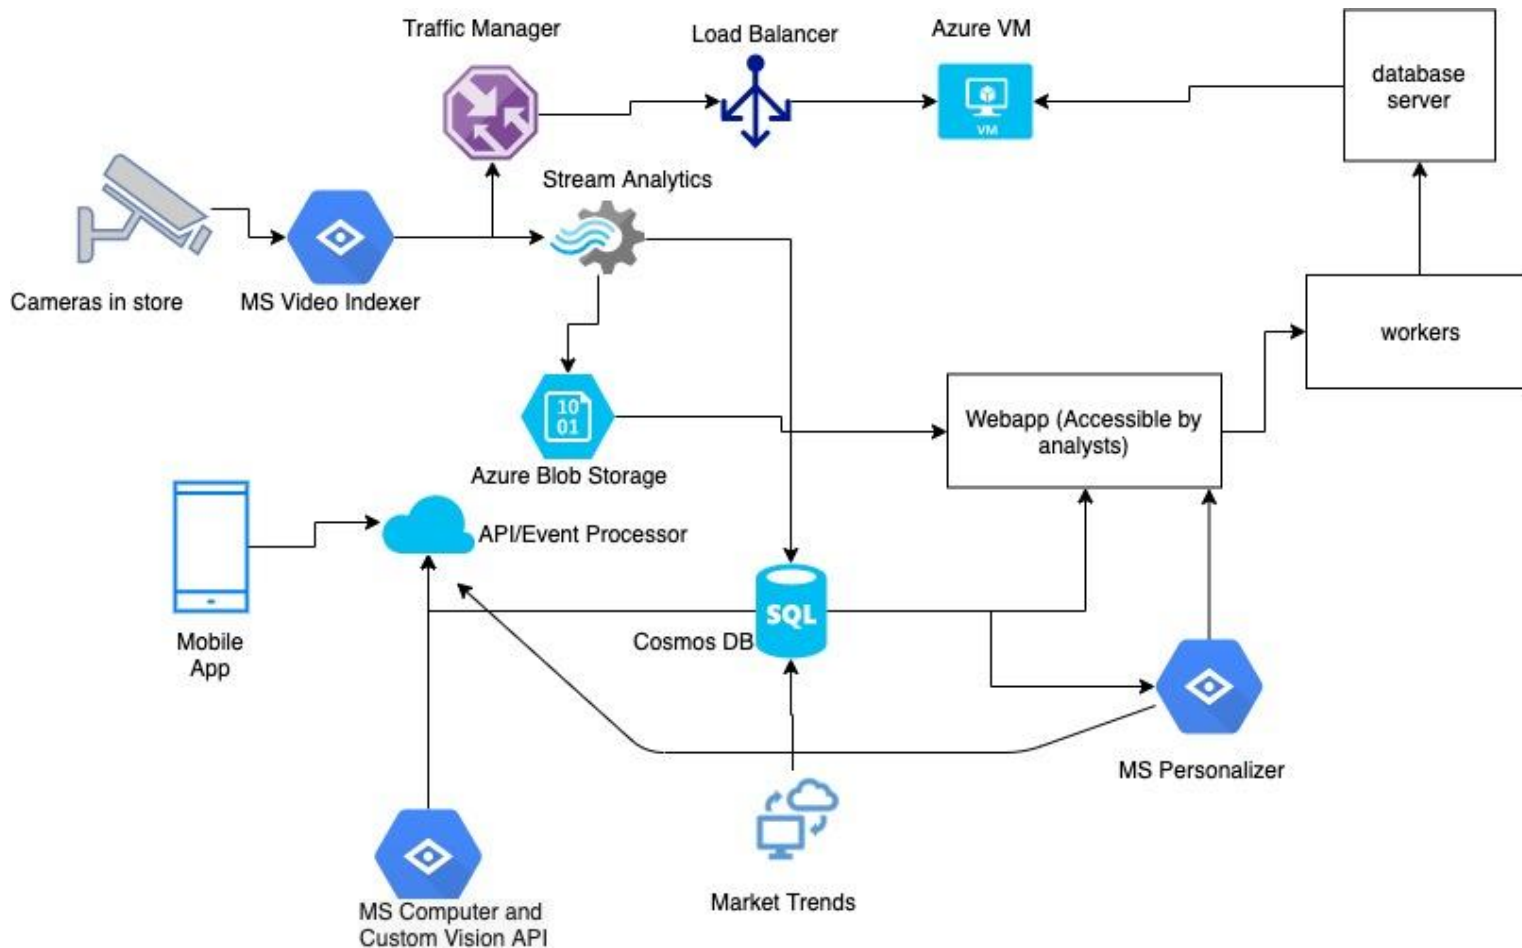 Traffic Manager
Load Balancer
Azure VM
VM
database
server
Stream Analytics
Cameras in store
MS Video Indexer
workers
10
01
Webapp (Accessible by
analysts)
Azure Blob Storage
API/Event Processor
SQL
Mobile
App
Cosmos DB
MS Personalizer
Market Trends
MS Computer and
Custom Vision API